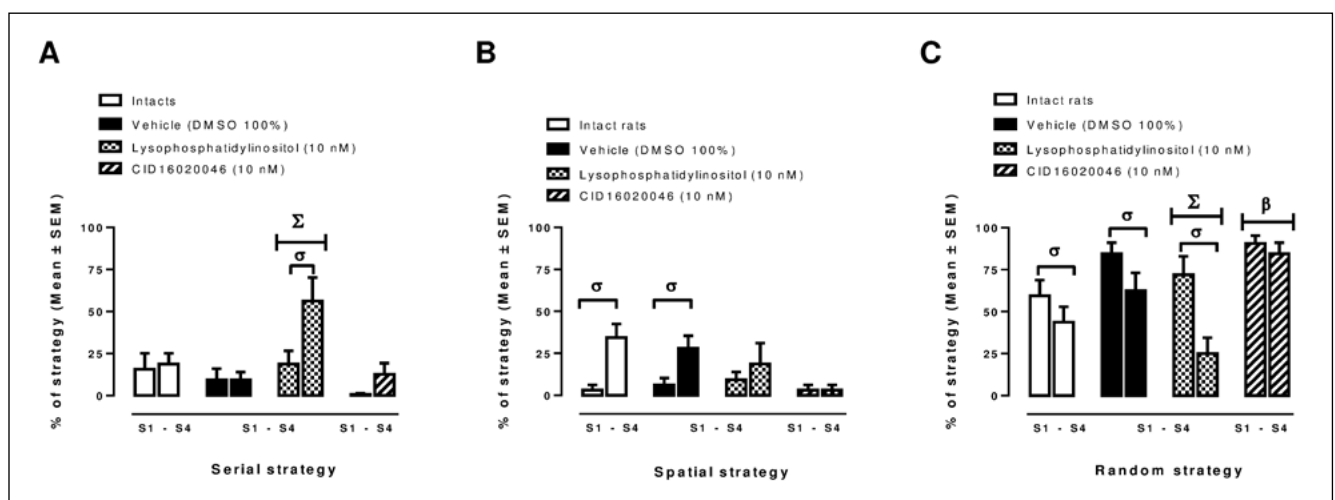 A
Intacts
Vehicle (DMSO 100%)
Lysophosphatidylinositol (10 nM)
CID16020046 (10 nM)
% of strategy (Mean ± SEM)
100
75
50
25
0
Σ
σ
S1 - S4 S1 - S4 S1 - S4
Serial strategy
B
Intact rats
Vehicle (DMSO 100%)
Lysophosphatidylinositol (10 nM)
CID16020046 (10 nM)
% of strategy (Mean ± SEM)
100
75
50
25
0
σ σ
S1 - S4 S1 - S4 S1 - S4
Spatial strategy
C
Intact rats
Vehicle (DMSO 100%)
Lysophosphatidylinositol (10 nM)
CID16020046 (10 nM)
% of strategy (Mean ± SEM)
100
75
50
25
0
Σ β
σ σ σ
S1 - S4 S1 - S4 S1 - S4
Random strategy